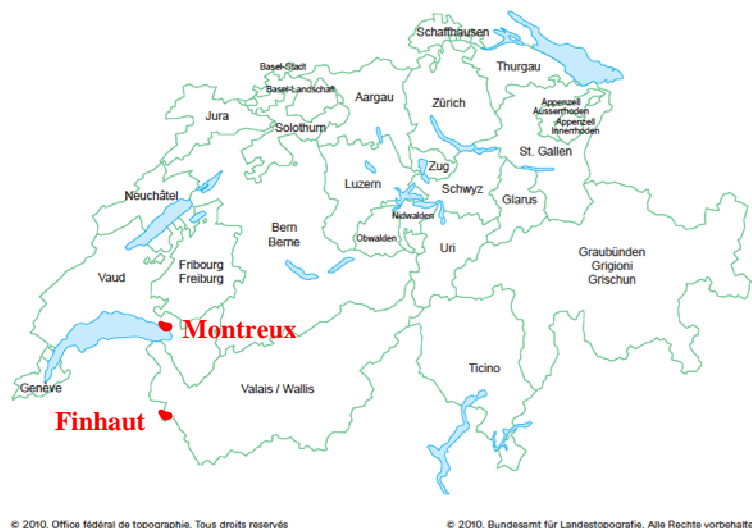 Schaffhausen
Thurgau
Basel-Stadt
Basel-Landschaft
Aargau
Zürich
Appenzell
Ausserrhoden
Appenzell
Innerrhoden
Jura
Solothurn
St. Gallen
Zug
Luzern
Schwyz
Neuchâtel
Glarus
Nidwalden
Bern
Berne
Obwalden
Uri
Graubünden
Grigioni
Grischun
Fribourg
Freiburg
Vaud
Montreux
Ticino
Genève
Valais / Wallis
Finhaut
© 2010, Office fédéral de topographie, Tous droits reservés
© 2010, Bundesamt für Landestopografie, Alle Rechte vorbehalte